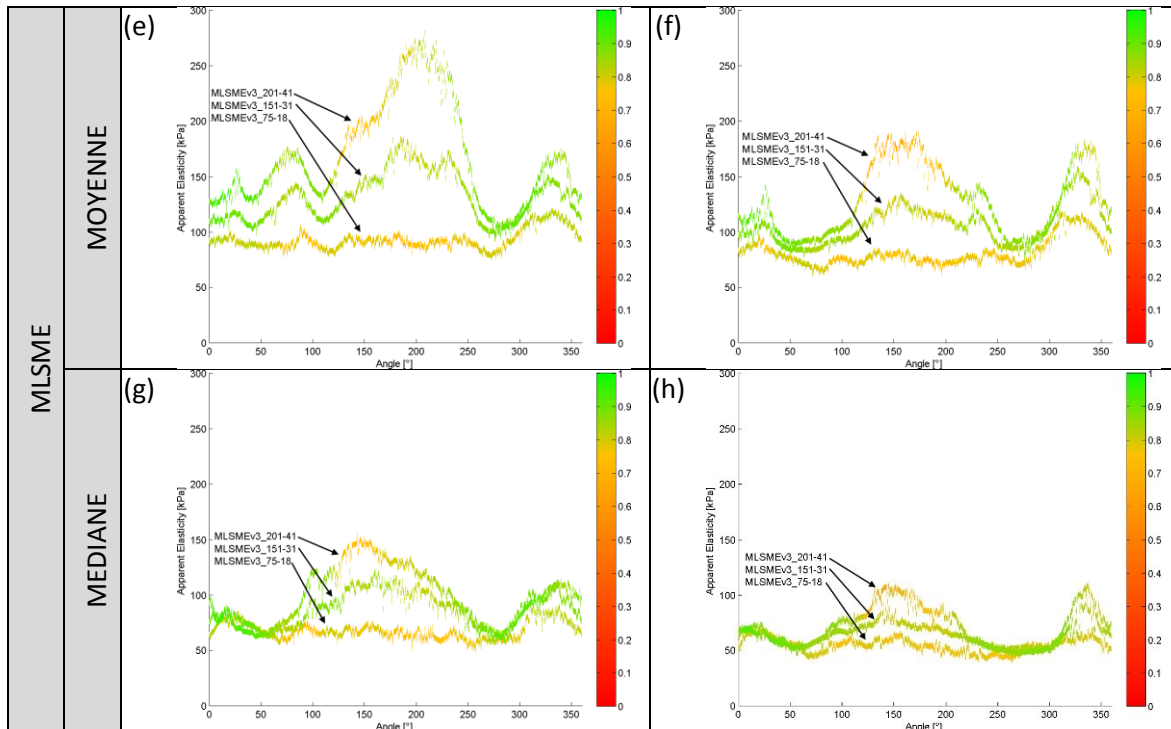 MLSME
MOYENNE
(e)
300
250
200
150
100
50
0
Apparent Elasticity [kPa]
MLSMEv3_201-41
MLSMEv3_151-31
MLSMEv3_75-18
0 50 100 150 200 250 300 350
Angle [°]
1
0.9
0.8
0.7
0.6
0.5
0.4
0.3
0.2
0.1
0
(f)
300
250
200
150
100
50
0
Apparent Elasticity [kPa]
MLSMEv3_201-41
MLSMEv3_151-31
MLSMEv3_75-18
0 50 100 150 200 250 300 350
Angle [°]
1
0.9
0.8
0.7
0.6
0.5
0.4
0.3
0.2
0.1
0
MEDIANE
(g)
300
250
200
150
100
50
0
Apparent Elasticity [kPa]
MLSMEv3_201-41
MLSMEv3_151-31
MLSMEv3_75-18
0 50 100 150 200 250 300 350
Angle [°]
1
0.9
0.8
0.7
0.6
0.5
0.4
0.3
0.2
0.1
0
(h)
300
250
200
150
100
50
0
Apparent Elasticity [kPa]
MLSMEv3_201-41
MLSMEv3_151-31
MLSMEv3_75-18
0 50 100 150 200 250 300 350
Angle [°]
1
0.9
0.8
0.7
0.6
0.5
0.4
0.3
0.2
0.1
0